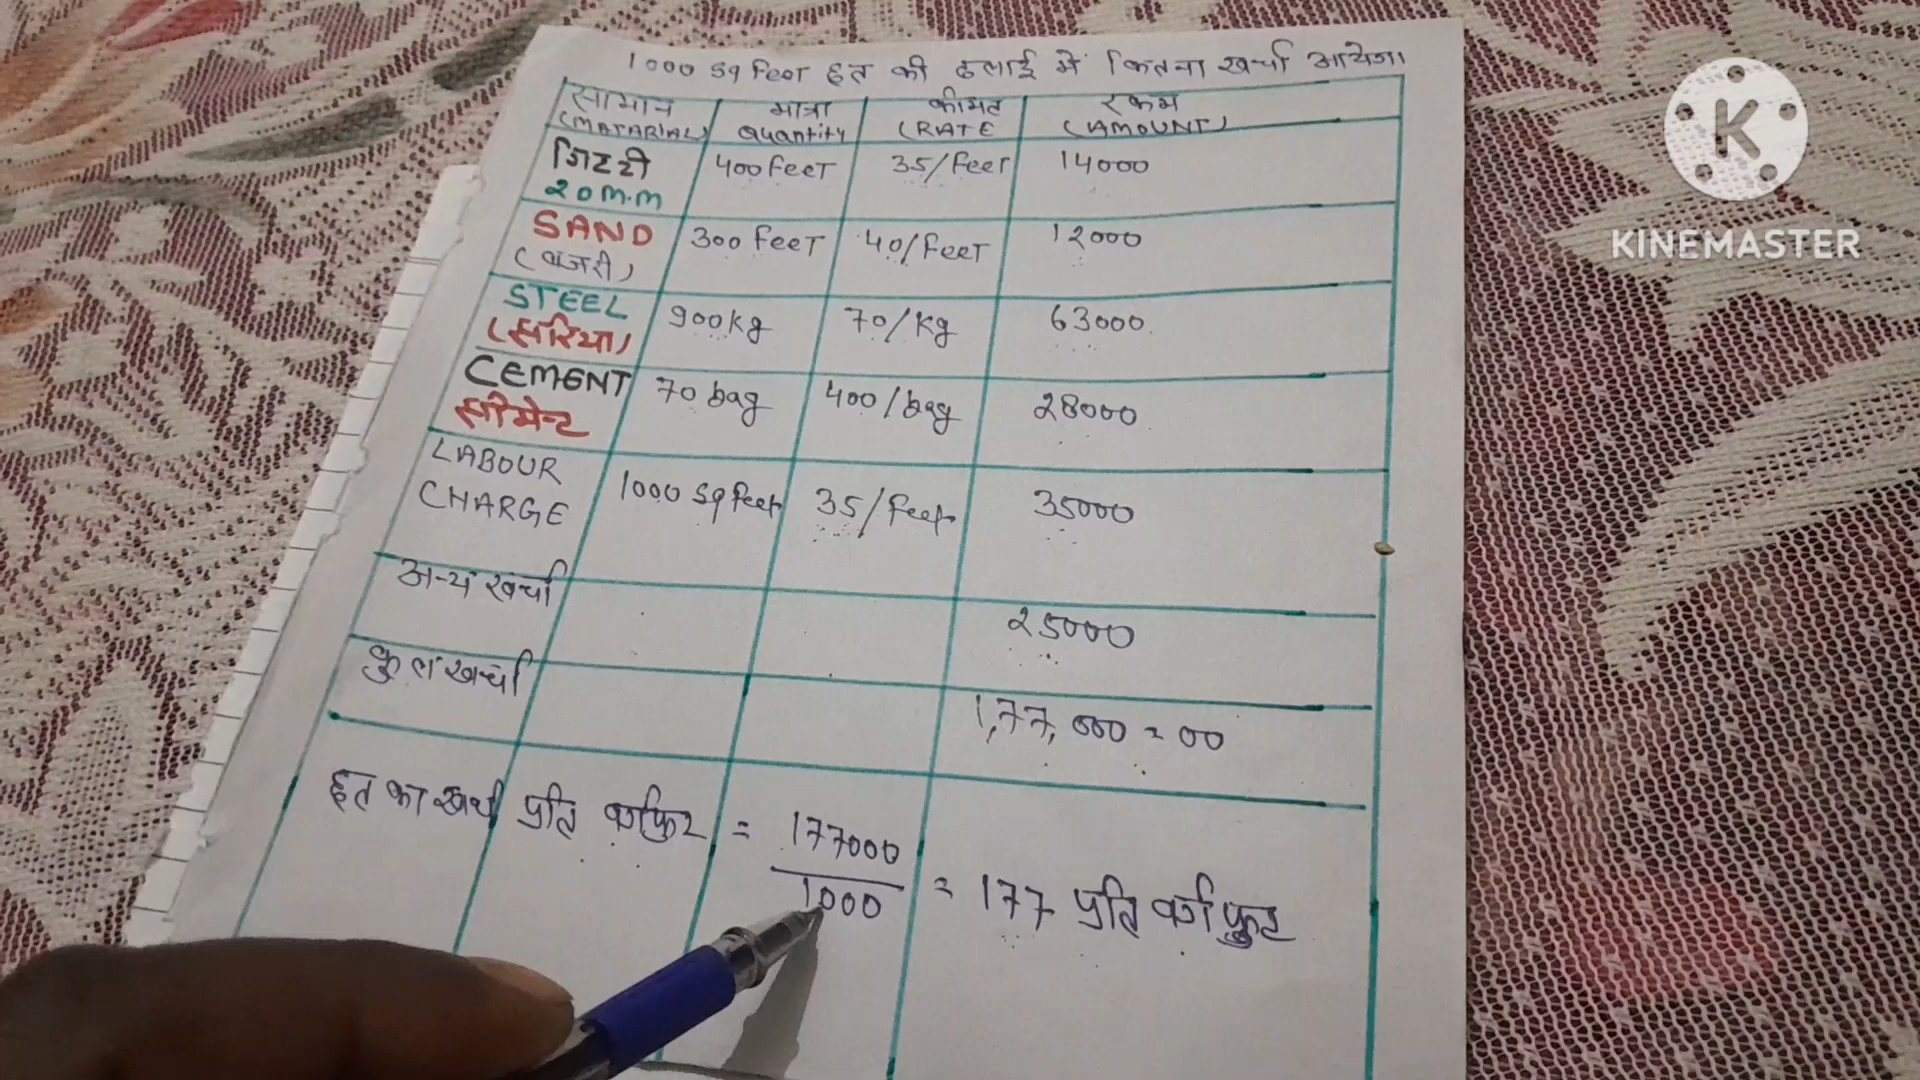 1000 sq feet छत की ढलाई में कितना खर्चा आयेगा
सामान मात्रा कीमत रकम
(MATARIAL) Quantity (RATE (AMOUNT)
गिटटी 400 feet 35/feet 14000
20 m.m
SAND 300 feet 40/feet 12000
(बजरी)
STEEL 900 kg 70/kg 63000
(सरिया)
CEMENT 70 bag 400/bag 28000
सीमेन्ट
LABOUR 1000 sq feet 35/feet 35000
CHARGE
अन्य खर्चा 25000
कुल खर्चा 1,77,000=00
छत का खर्चा प्रति वर्गफुट = 177000
1000 = 177 प्रति वर्ग फुट
K
KINEMASTER